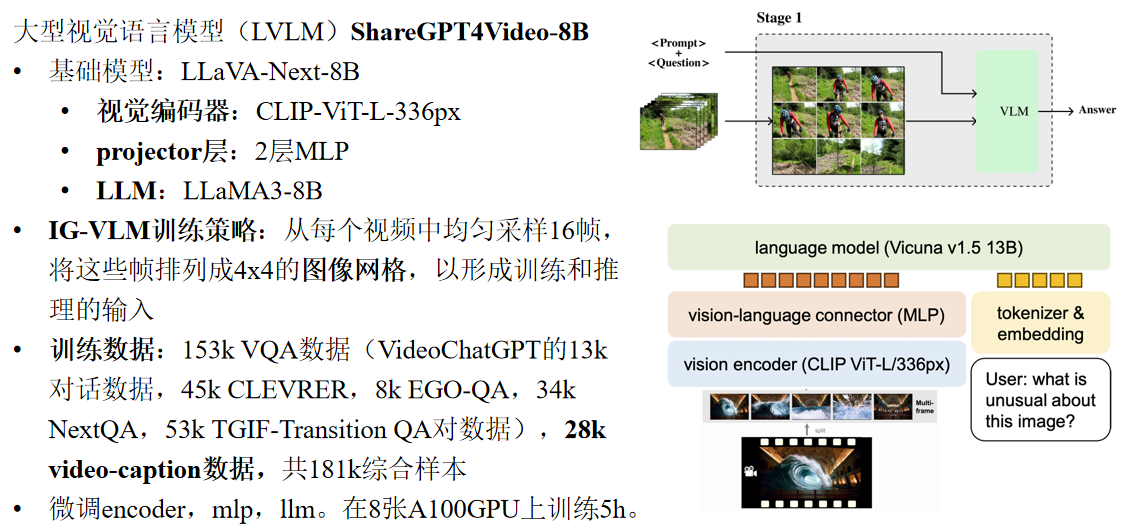 大型视觉语言模型（LVLM）ShareGPT4Video-8B
• 基础模型：LLaVA-Next-8B
• 视觉编码器：CLIP-ViT-L-336px
• projector层：2层MLP
• LLM：LLaMA3-8B
• IG-VLM训练策略：从每个视频中均匀采样16帧，
将这些帧排列成4x4的图像网格，以形成训练和推
理的输入
• 训练数据：153k VQA数据（VideoChatGPT的13k
对话数据，45k CLEVRER，8k EGO-QA，34k
NextQA，53k TGIF-Transition QA对数据），28k
video-caption数据，共181k综合样本
• 微调encoder，mlp，llm。在8张A100GPU上训练5h。
Stage 1
<Prompt>
+
<Question>
VLM
Answer
language model (Vicuna v1.5 13B)
vision-language connector (MLP)
tokenizer &
embedding
vision encoder (CLIP ViT-L/336px)
User: what is
unusual about
this image?
Multi-
frame
split